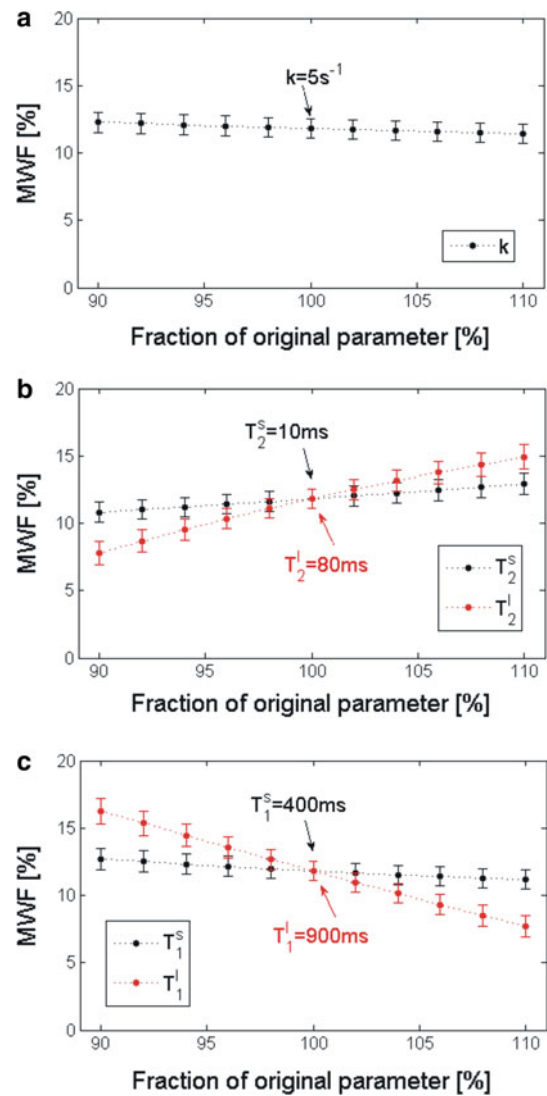 a
20
15
10
5
0
MWF [%]
k=5s⁻¹
k
90 95 100 105 110
Fraction of original parameter [%]
b
20
15
10
5
0
MWF [%]
T₂ˢ=10ms
T₂ˡ=80ms
T₂ˢ
T₂ˡ
90 95 100 105 110
Fraction of original parameter [%]
c
20
15
10
5
0
MWF [%]
T₁ˢ=400ms
T₁ˡ=900ms
T₁ˢ
T₁ˡ
90 95 100 105 110
Fraction of original parameter [%]